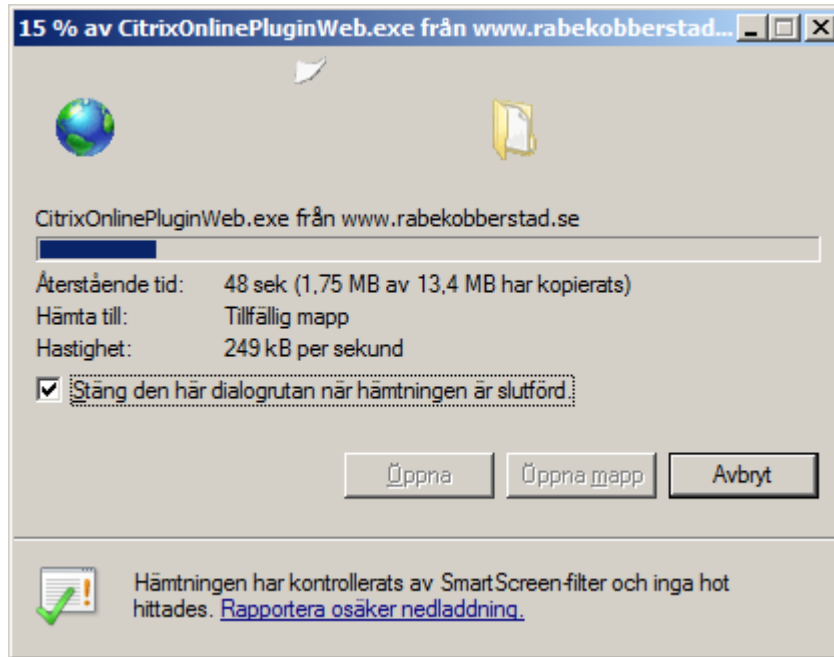 15 % av CitrixOnlinePluginWeb.exe från www.rabekobberstad...
CitrixOnlinePluginWeb.exe från www.rabekobberstad.se
Återstående tid: 48 sek (1,75 MB av 13,4 MB har kopierats)
Hämta till: Tillfällig mapp
Hastighet: 249 kB per sekund
Stäng den här dialogrutan när hämtningen är slutförd.
Öppna Öppna mapp Avbryt
Hämtningen har kontrollerats av SmartScreen-filter och inga hot
hittades. Rapportera osäker nedladdning.